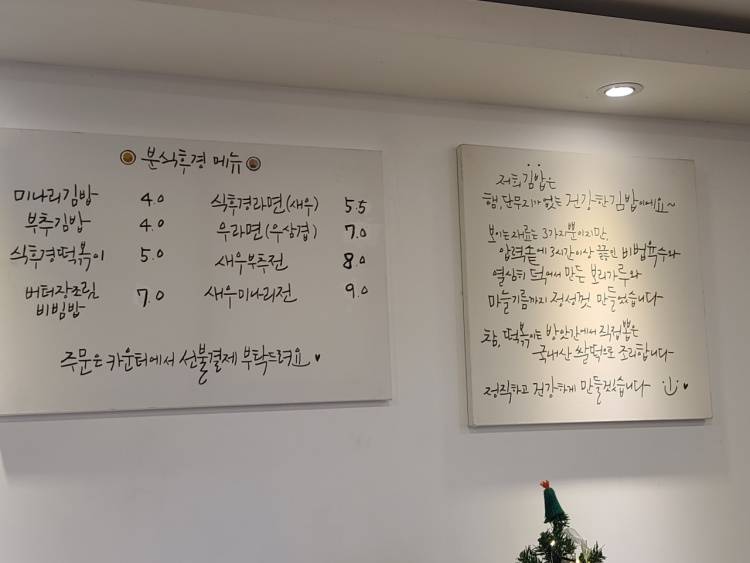 분식후경 메뉴
미나리김밥 4.0
부추김밥 4.0
식후경떡볶이 5.0
버터장조림
비빔밥 7.0
식후경라면(새우) 5.5
우라면(우삼겹) 7.0
새우부추전 8.0
새우미나리전 9.0
주문은 카운터에서 선불결제 부탁드려요 ♥
저희 김밥은
햄, 단무지가 없는 건강한 김밥이에요~
보이는 재료는 3가지뿐이지만,
압력솥에 3시간이상 끓인 비법육수와
열심히 덖어서 만든 보리가루와
마늘기름까지 정성껏 만들었습니다
참, 떡볶이는 방앗간에서 직접뽑은
국내산 쌀떡으로 조리합니다
정직하고 건강하게 만들겠습니다 ♥